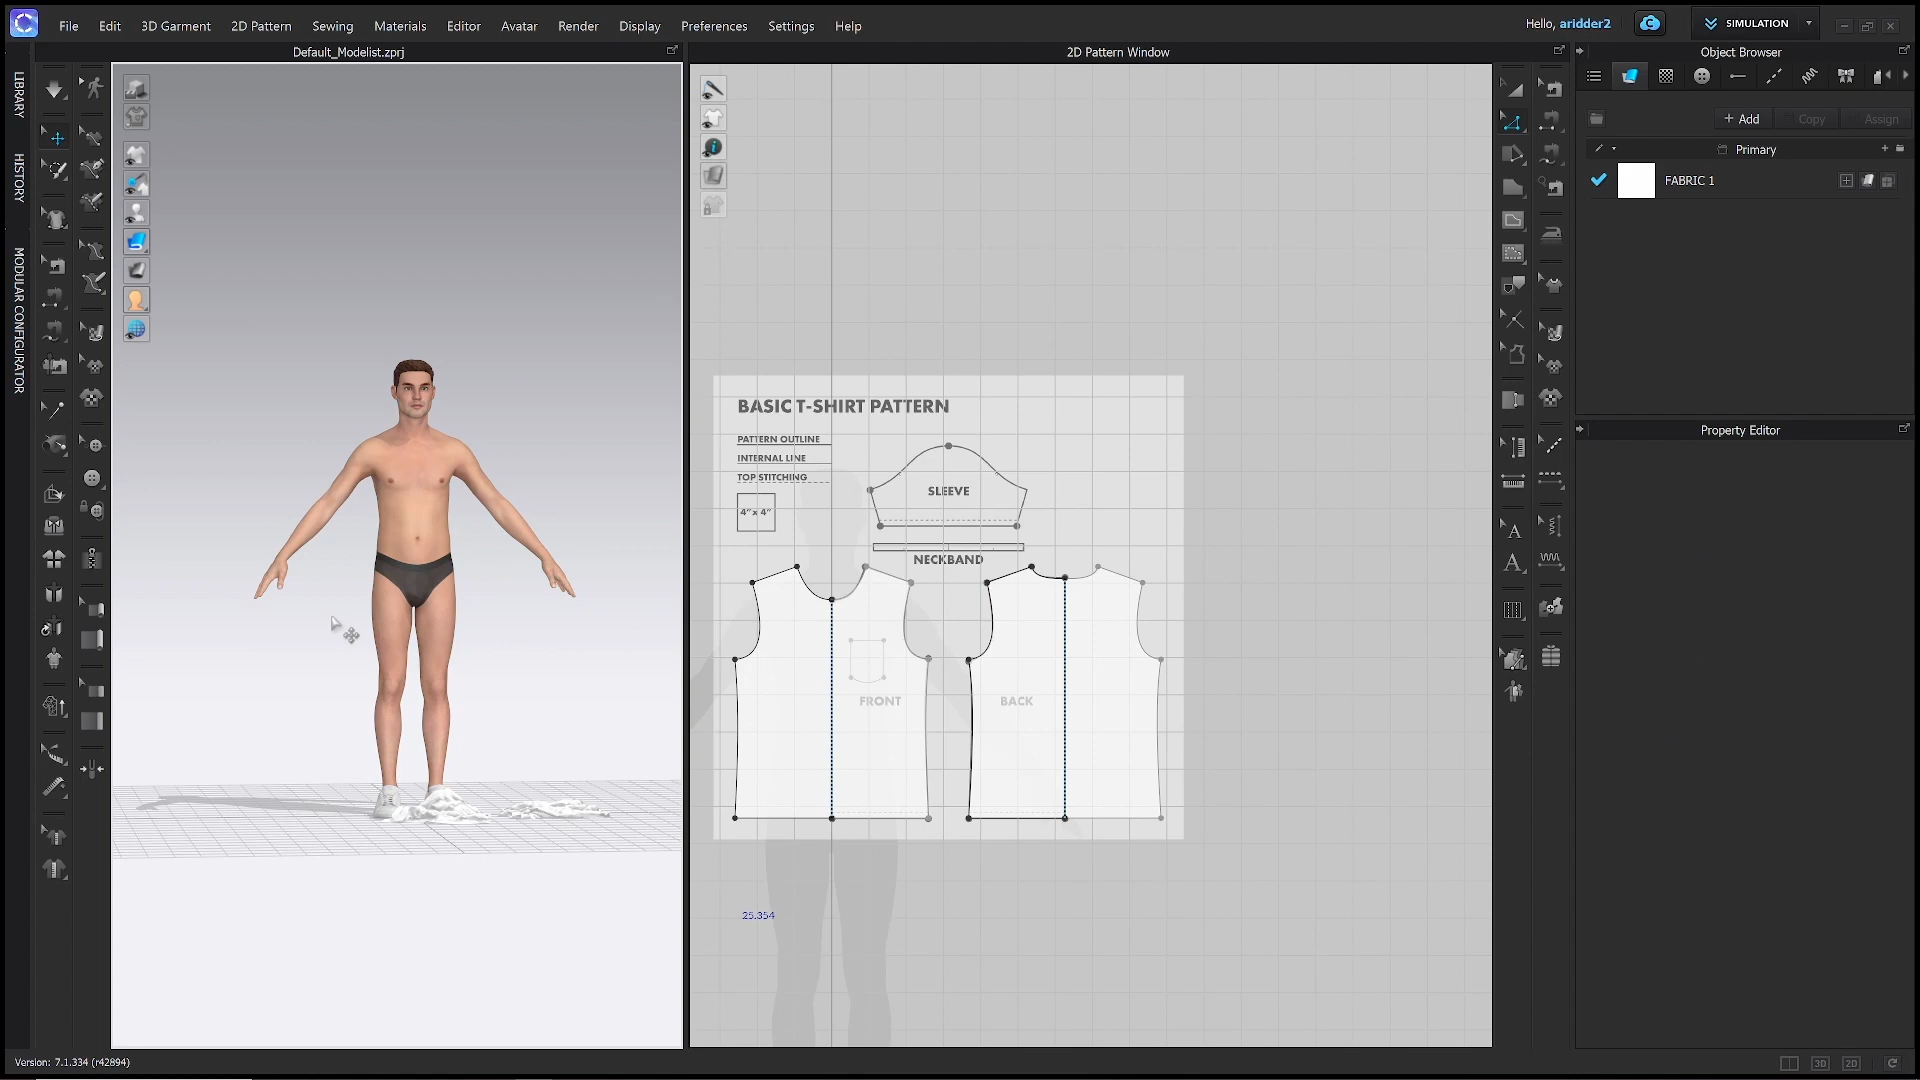 File Edit 3D Garment 2D Pattern Sewing Materials Editor Avatar Render Display Preferences Settings Help
Hello, aridder2
SIMULATION
Default_Modelist.zprj
2D Pattern Window
Object Browser
LIBRARY
HISTORY
MODULAR CONFIGURATOR
+ Add Copy Assign
Primary
FABRIC 1
Property Editor
BASIC T-SHIRT PATTERN
PATTERN OUTLINE
INTERNAL LINE
TOP STITCHING
4" x 4"
SLEEVE
NECKBAND
FRONT
BACK
25.354
Version: 7.1.334 (r42894)
3D 2D